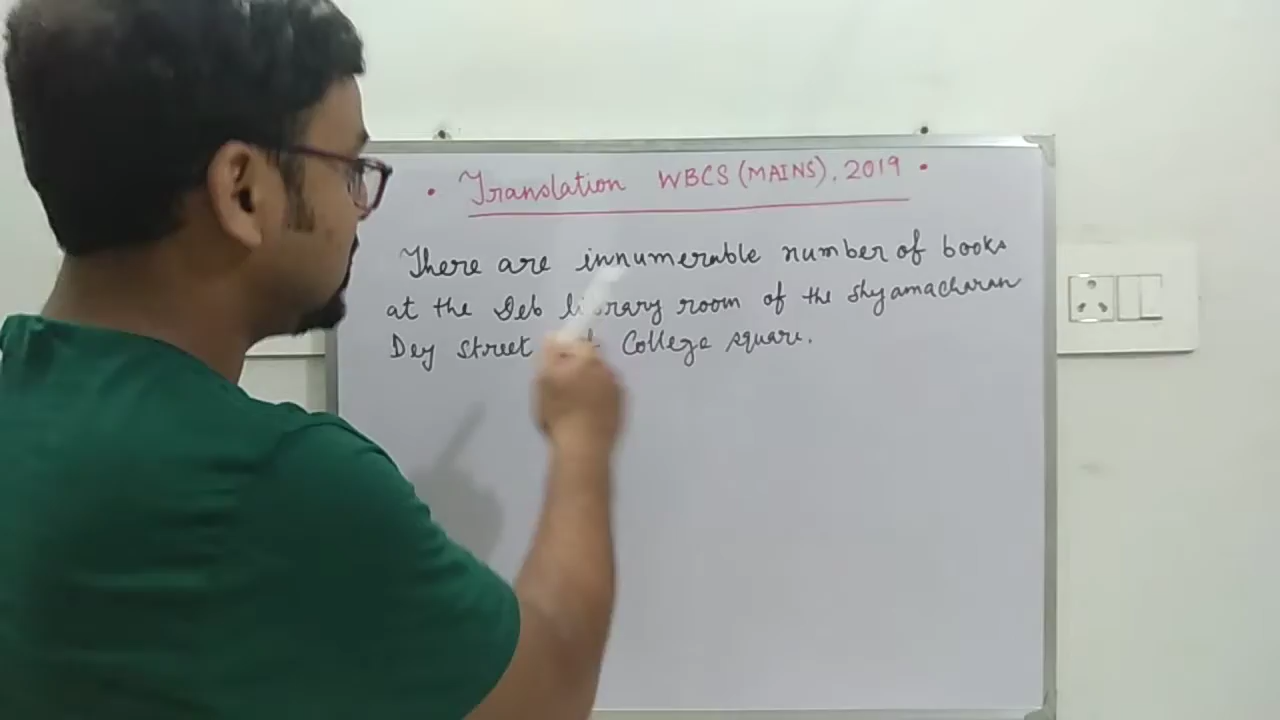 • Translation WBCS (MAINS), 2019 •
There are innumerable number of books
at the Deb library room of the Shyamacharan
Dey street College square.